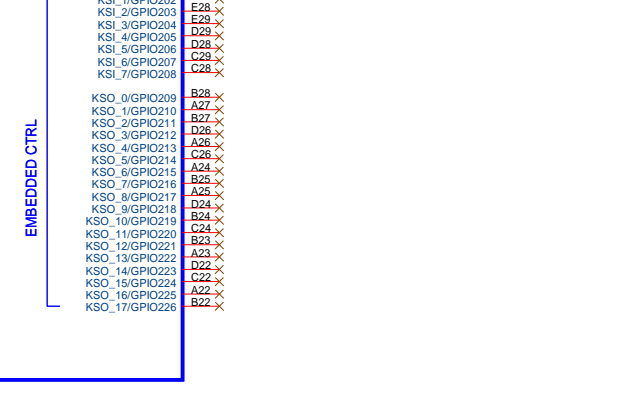 KSI_1/GPIO202
KSI_2/GPIO203 E28
KSI_3/GPIO204 E29
KSI_4/GPIO205 D29
KSI_5/GPIO206 D28
KSI_6/GPIO207 C29
KSI_7/GPIO208 C28
KSO_0/GPIO209 B28
KSO_1/GPIO210 A27
KSO_2/GPIO211 B27
KSO_3/GPIO212 D26
KSO_4/GPIO213 A26
KSO_5/GPIO214 C26
KSO_6/GPIO215 A24
KSO_7/GPIO216 B25
KSO_8/GPIO217 A25
KSO_9/GPIO218 D24
KSO_10/GPIO219 B24
KSO_11/GPIO220 C24
KSO_12/GPIO221 B23
KSO_13/GPIO222 A23
KSO_14/GPIO223 D22
KSO_15/GPIO224 C22
KSO_16/GPIO225 A22
KSO_17/GPIO226 B22
EMBEDDED CTRL